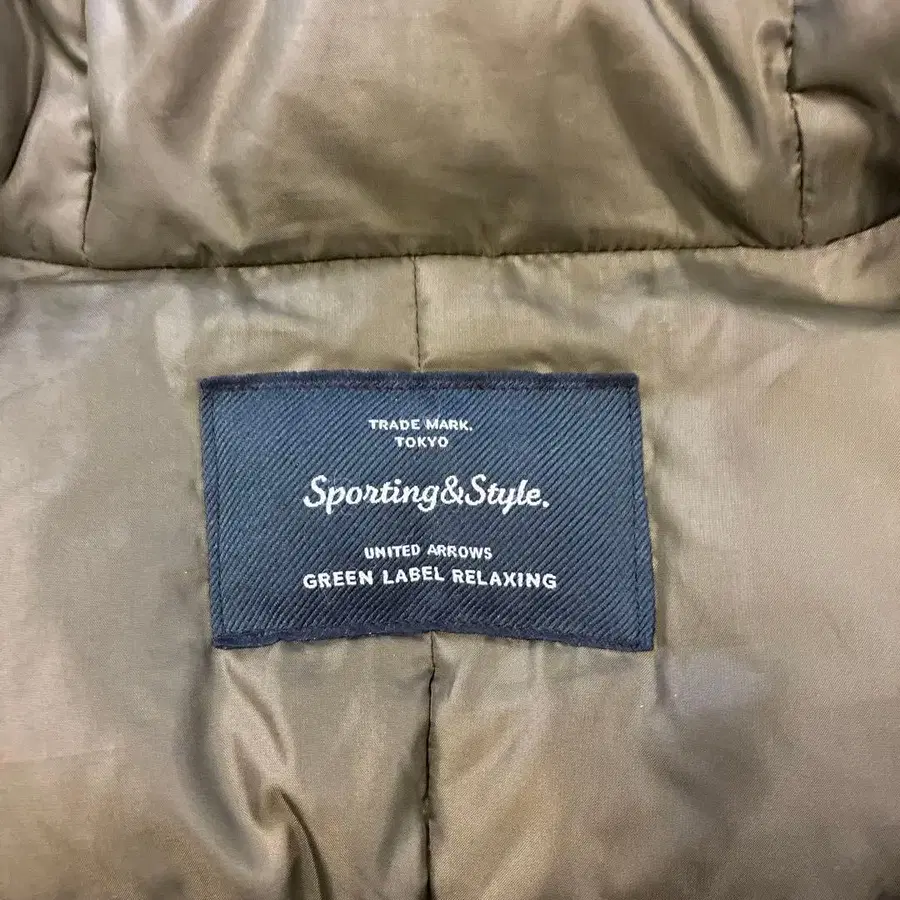 TRADE MARK.
TOKYO
Sporting&Style.
UNITED ARROWS
GREEN LABEL RELAXING